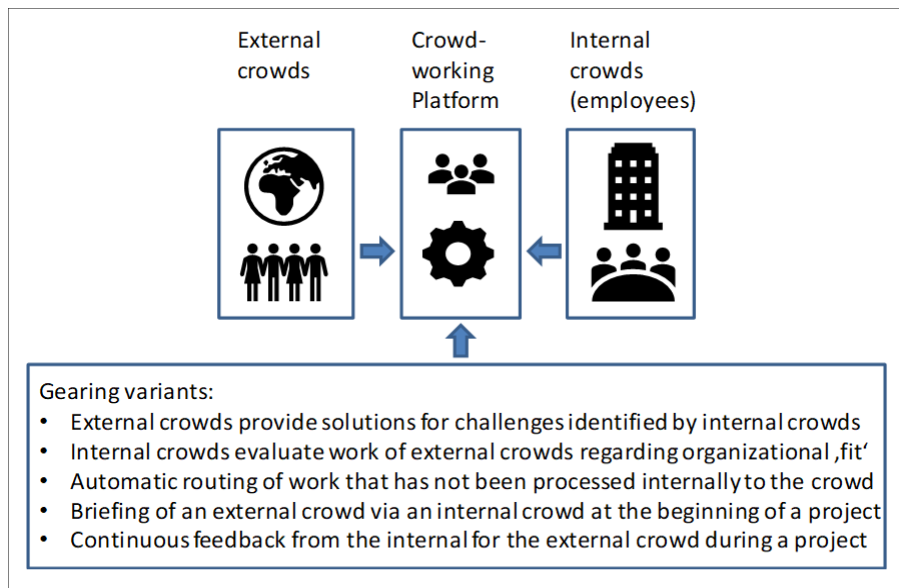 External
crowds
Crowd-
working
Platform
Internal
crowds
(employees)
Gearing variants:
• External crowds provide solutions for challenges identified by internal crowds
• Internal crowds evaluate work of external crowds regarding organizational ‚fit‘
• Automatic routing of work that has not been processed internally to the crowd
• Briefing of an external crowd via an internal crowd at the beginning of a project
• Continuous feedback from the internal for the external crowd during a project